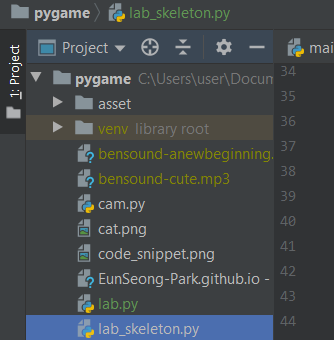 pygame lab_skeleton.py
1: Project
Project mai
pygame C:\Users\user\Docum
asset
venv library root
bensound-anewbeginning.
bensound-cute.mp3
cam.py
cat.png
code_snippet.png
EunSeong-Park.github.io -
lab.py
lab_skeleton.py
34
35
36
37
38
39
40
41
42
43
44